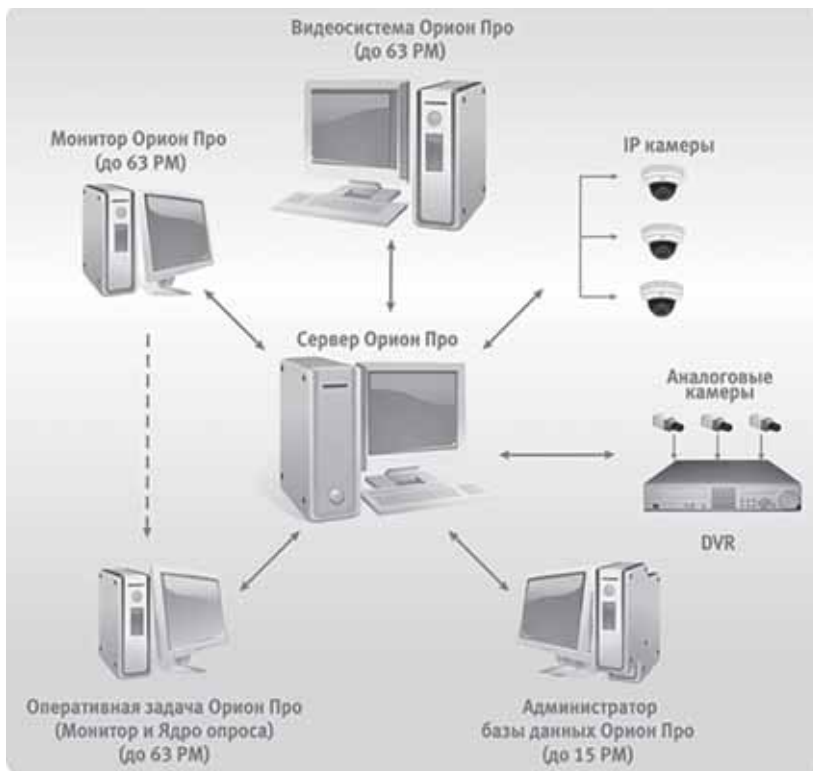 Видеосистема Орион Про
(до 63 РМ)
Монитор Орион Про
(до 63 РМ)
IP камеры
Сервер Орион Про
Аналоговые
камеры
DVR
Оперативная задача Орион Про
(Монитор и Ядро опроса)
(до 63 РМ)
Администратор
базы данных Орион Про
(до 15 РМ)